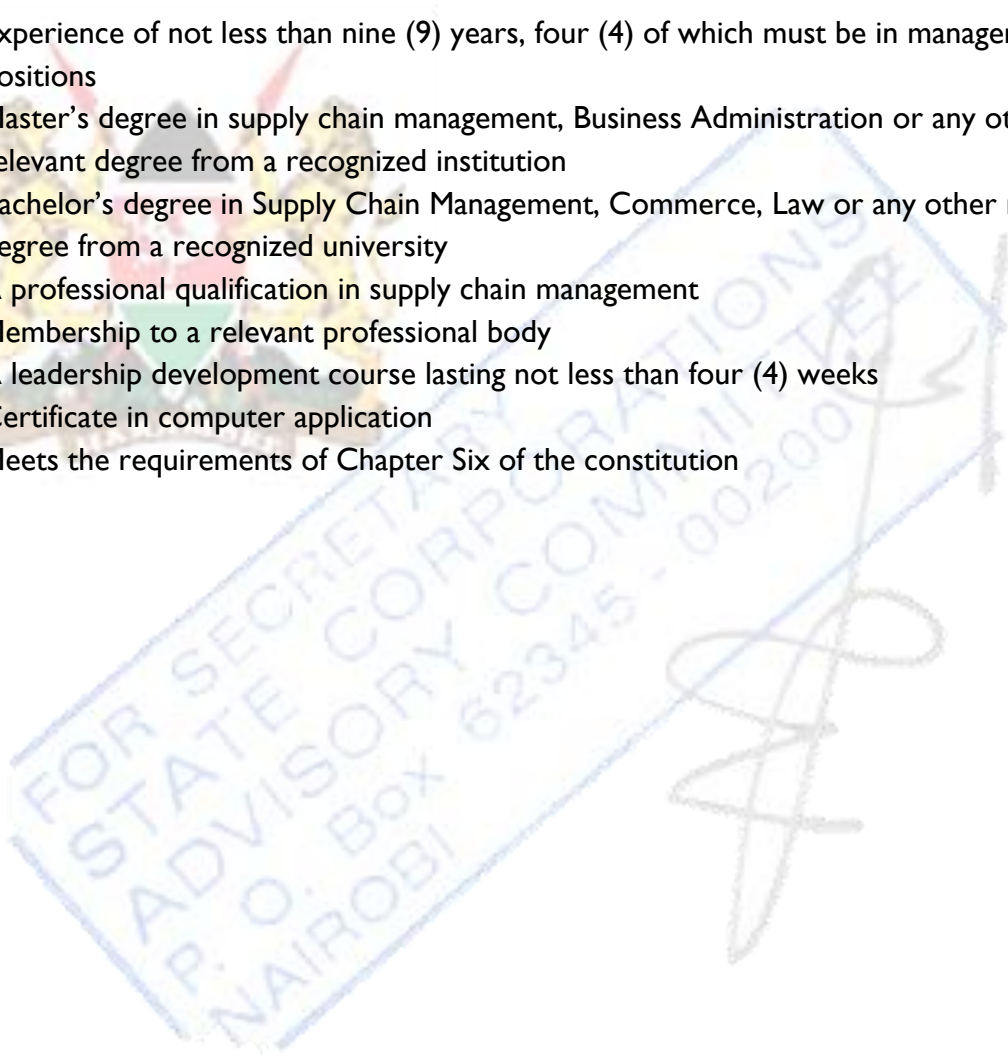 xperience of not less than nine (9) years, four (4) of which must be in manage
ositions
laster’s degree in supply chain management, Business Administration or any ot
elevant degree from a recognized institution
achelor’s degree in Supply Chain Management, Commerce, Law or any other
egree from a recognized university
professional qualification in supply chain management
lembership to a relevant professional body
leadership development course lasting not less than four (4) weeks
ertificate in computer application
leets the requirements of Chapter Six of the constitution
FOR SECRETARY
STATE CORPORATIONS
ADVISORY COMMITTEE
P. O. Box 62345 - 00200
NAIROBI